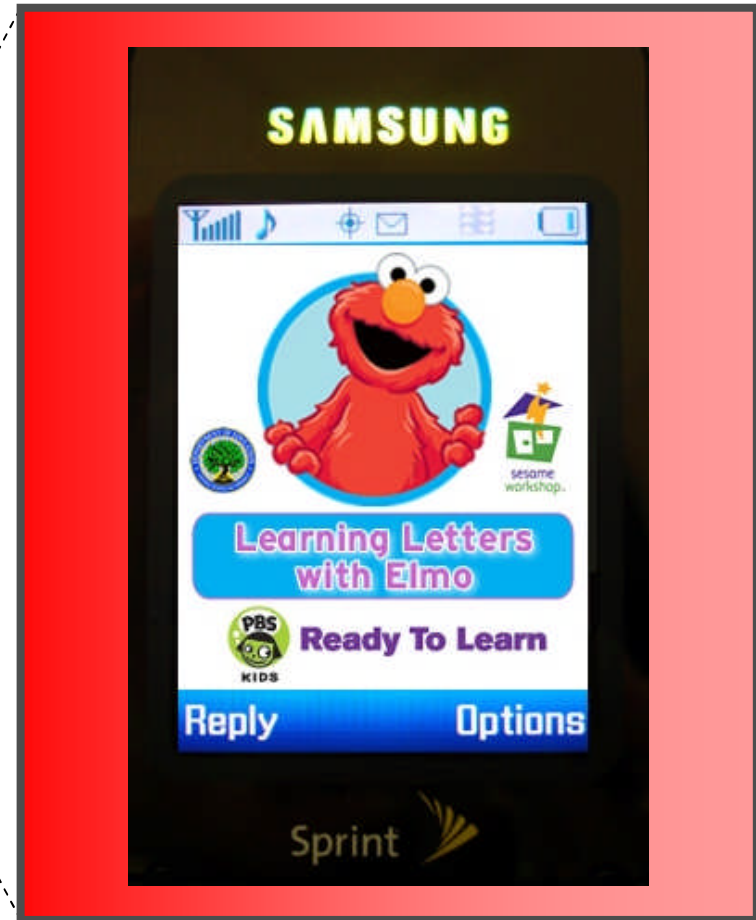 SAMSUNG
sesame
workshop.
Learning Letters
with Elmo
PBS
KIDS
Ready To Learn
Reply
Options
Sprint